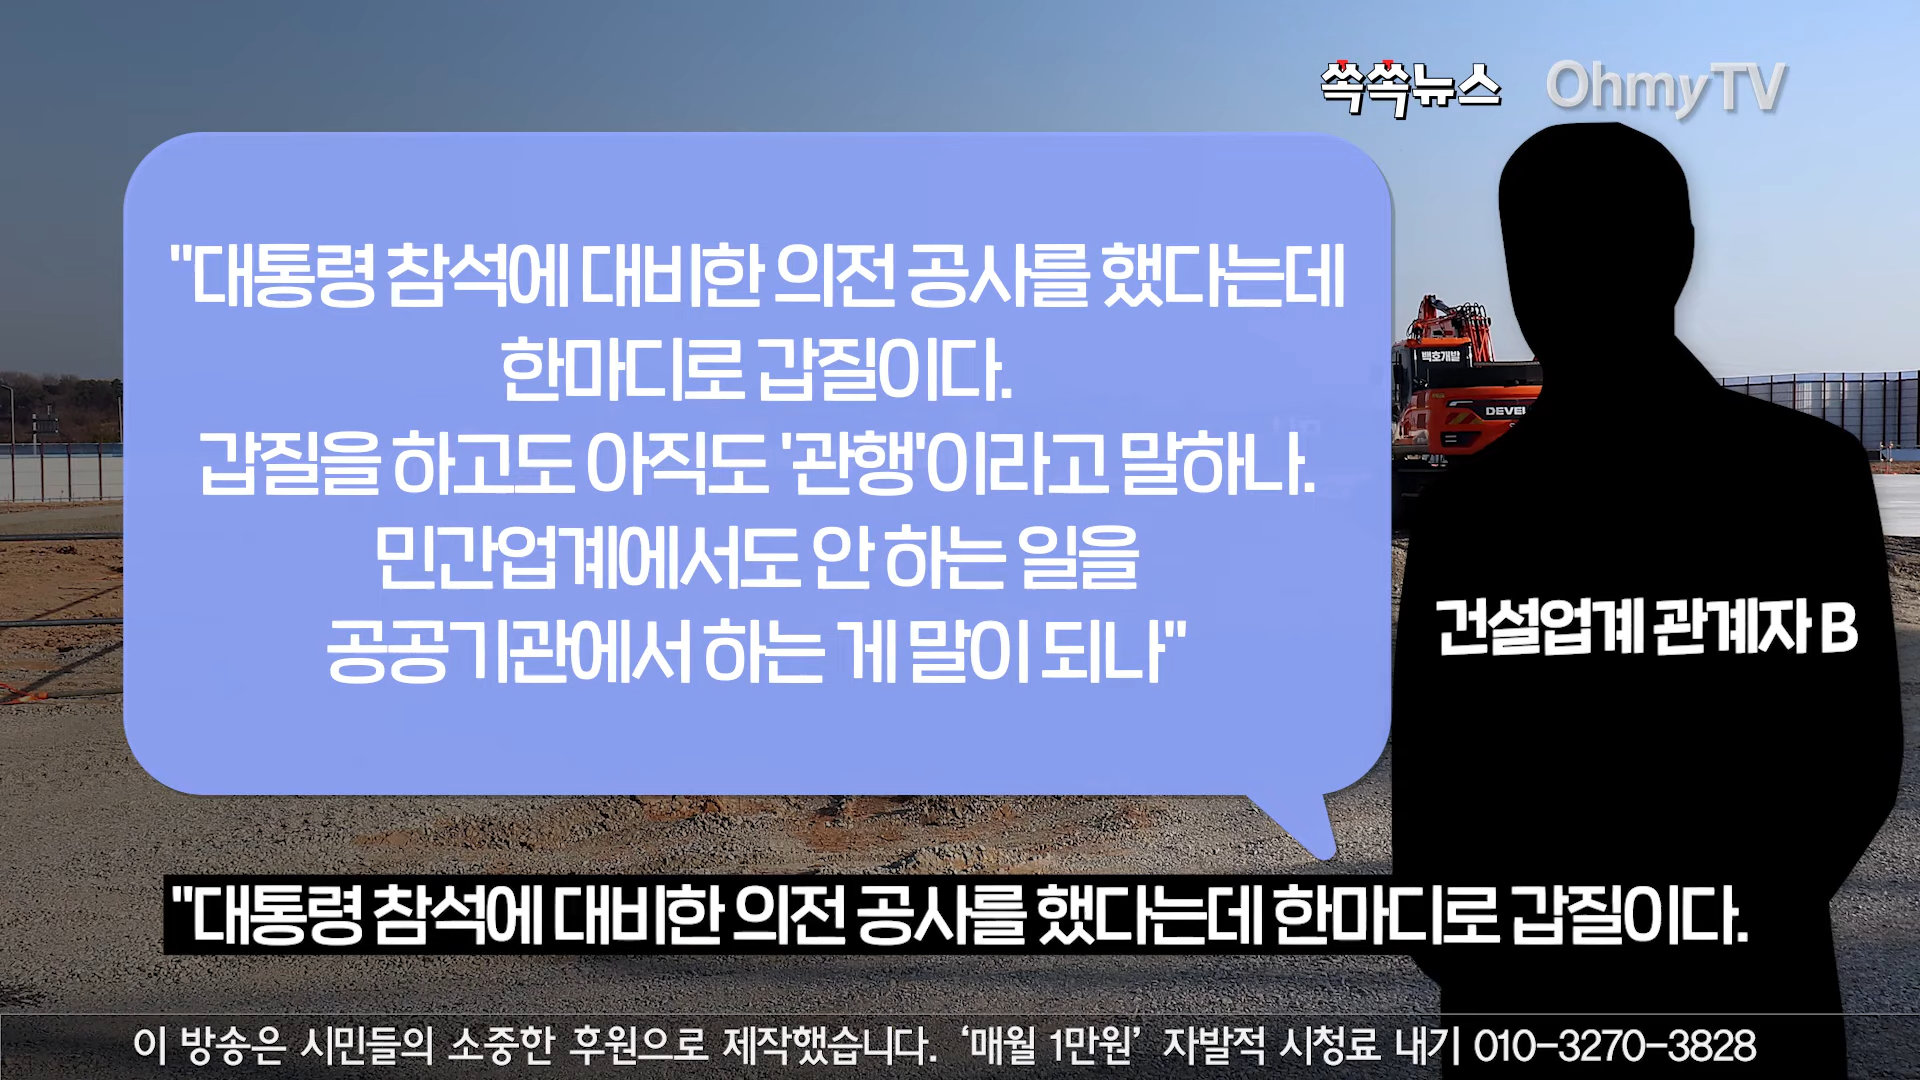 쏙쏙뉴스 OhmyTV
"대통령 참석에 대비한 의전 공사를 했다는데
한마디로 갑질이다.
갑질을 하고도 아직도 '관행'이라고 말하나.
민간업계에서도 안 하는 일을
공공기관에서 하는 게 말이 되나"
백호개발
DEVEL
건설업계 관계자 B
"대통령 참석에 대비한 의전 공사를 했다는데 한마디로 갑질이다.
이 방송은 시민들의 소중한 후원으로 제작했습니다. ‘매월 1만원’ 자발적 시청료 내기 010-3270-3828